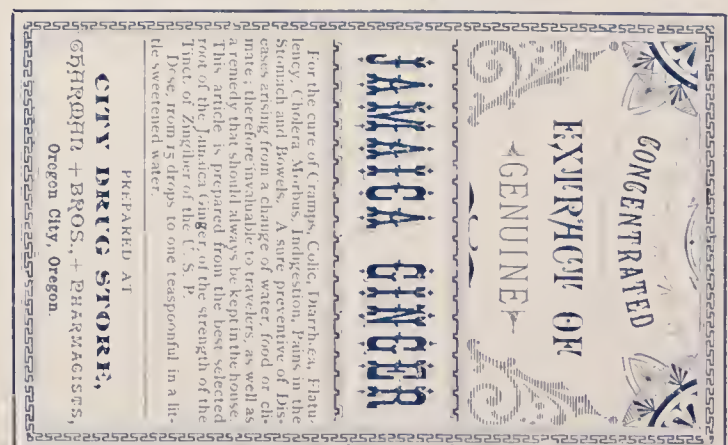 CONCENTRATED
EXTRACT OF
GENUINE
JAMAICA GINGER
For the cure of Cramps, Colic, Diarrhœa, Flatu-
lency, Cholera Morbus, Indigestion, Pains in the
Stomach and Bowels. A sure preventive of Dis-
eases arising from a change of water, food or cli-
mate; therefore invaluable to travelers, as well as
a remedy that should always be kept in the house.
This article is prepared from the best selected
root of the Jamaica Ginger, of the strength of the
Tinct. of Zingiber of the U. S. P.
Dose from 15 drops to one teaspoonful in a lit-
tle sweetened water.
PREPARED AT
CITY DRUG STORE,
CHARMAN + BROS. + PHARMACISTS,
Oregon City, Oregon.